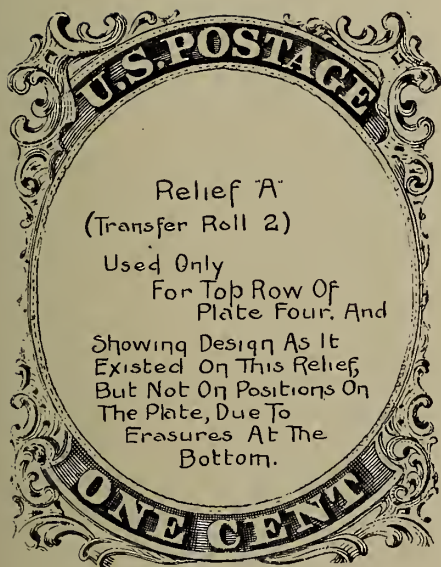 U.S. POSTAGE
Relief "A"
(Transfer Roll 2)
Used Only
For Top Row Of
Plate Four. And
Showing Design As It
Existed On This Relief,
But Not On Positions On
The Plate, Due To
Erasures At The
Bottom.
ONE CENT